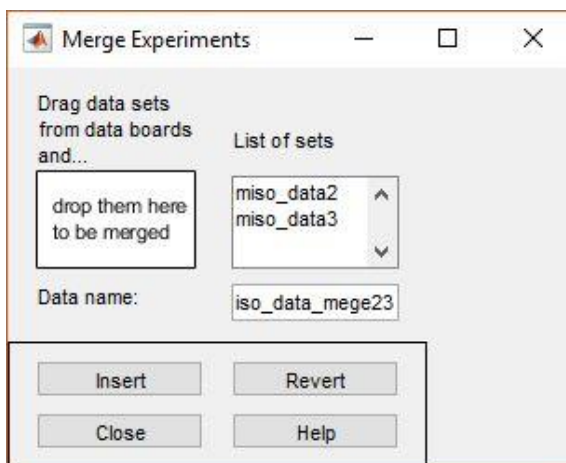 Merge Experiments
Drag data sets
from data boards
and...
drop them here
to be merged
List of sets
miso_data2
miso_data3
Data name:
iso_data_mege23
Insert
Revert
Close
Help